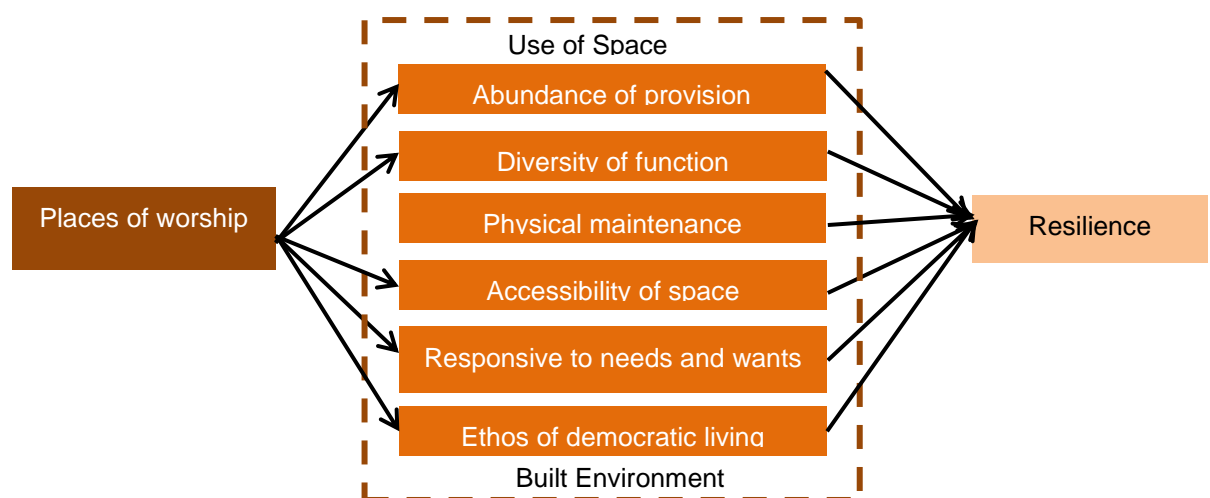 Use of Space
Abundance of provision
Diversity of function
Places of worship
Physical maintenance
Resilience
Accessibility of space
Responsive to needs and wants
Ethos of democratic living
Built Environment